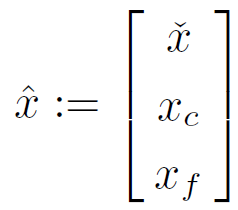 x̂ := [ x̌
x_c
x_f ]